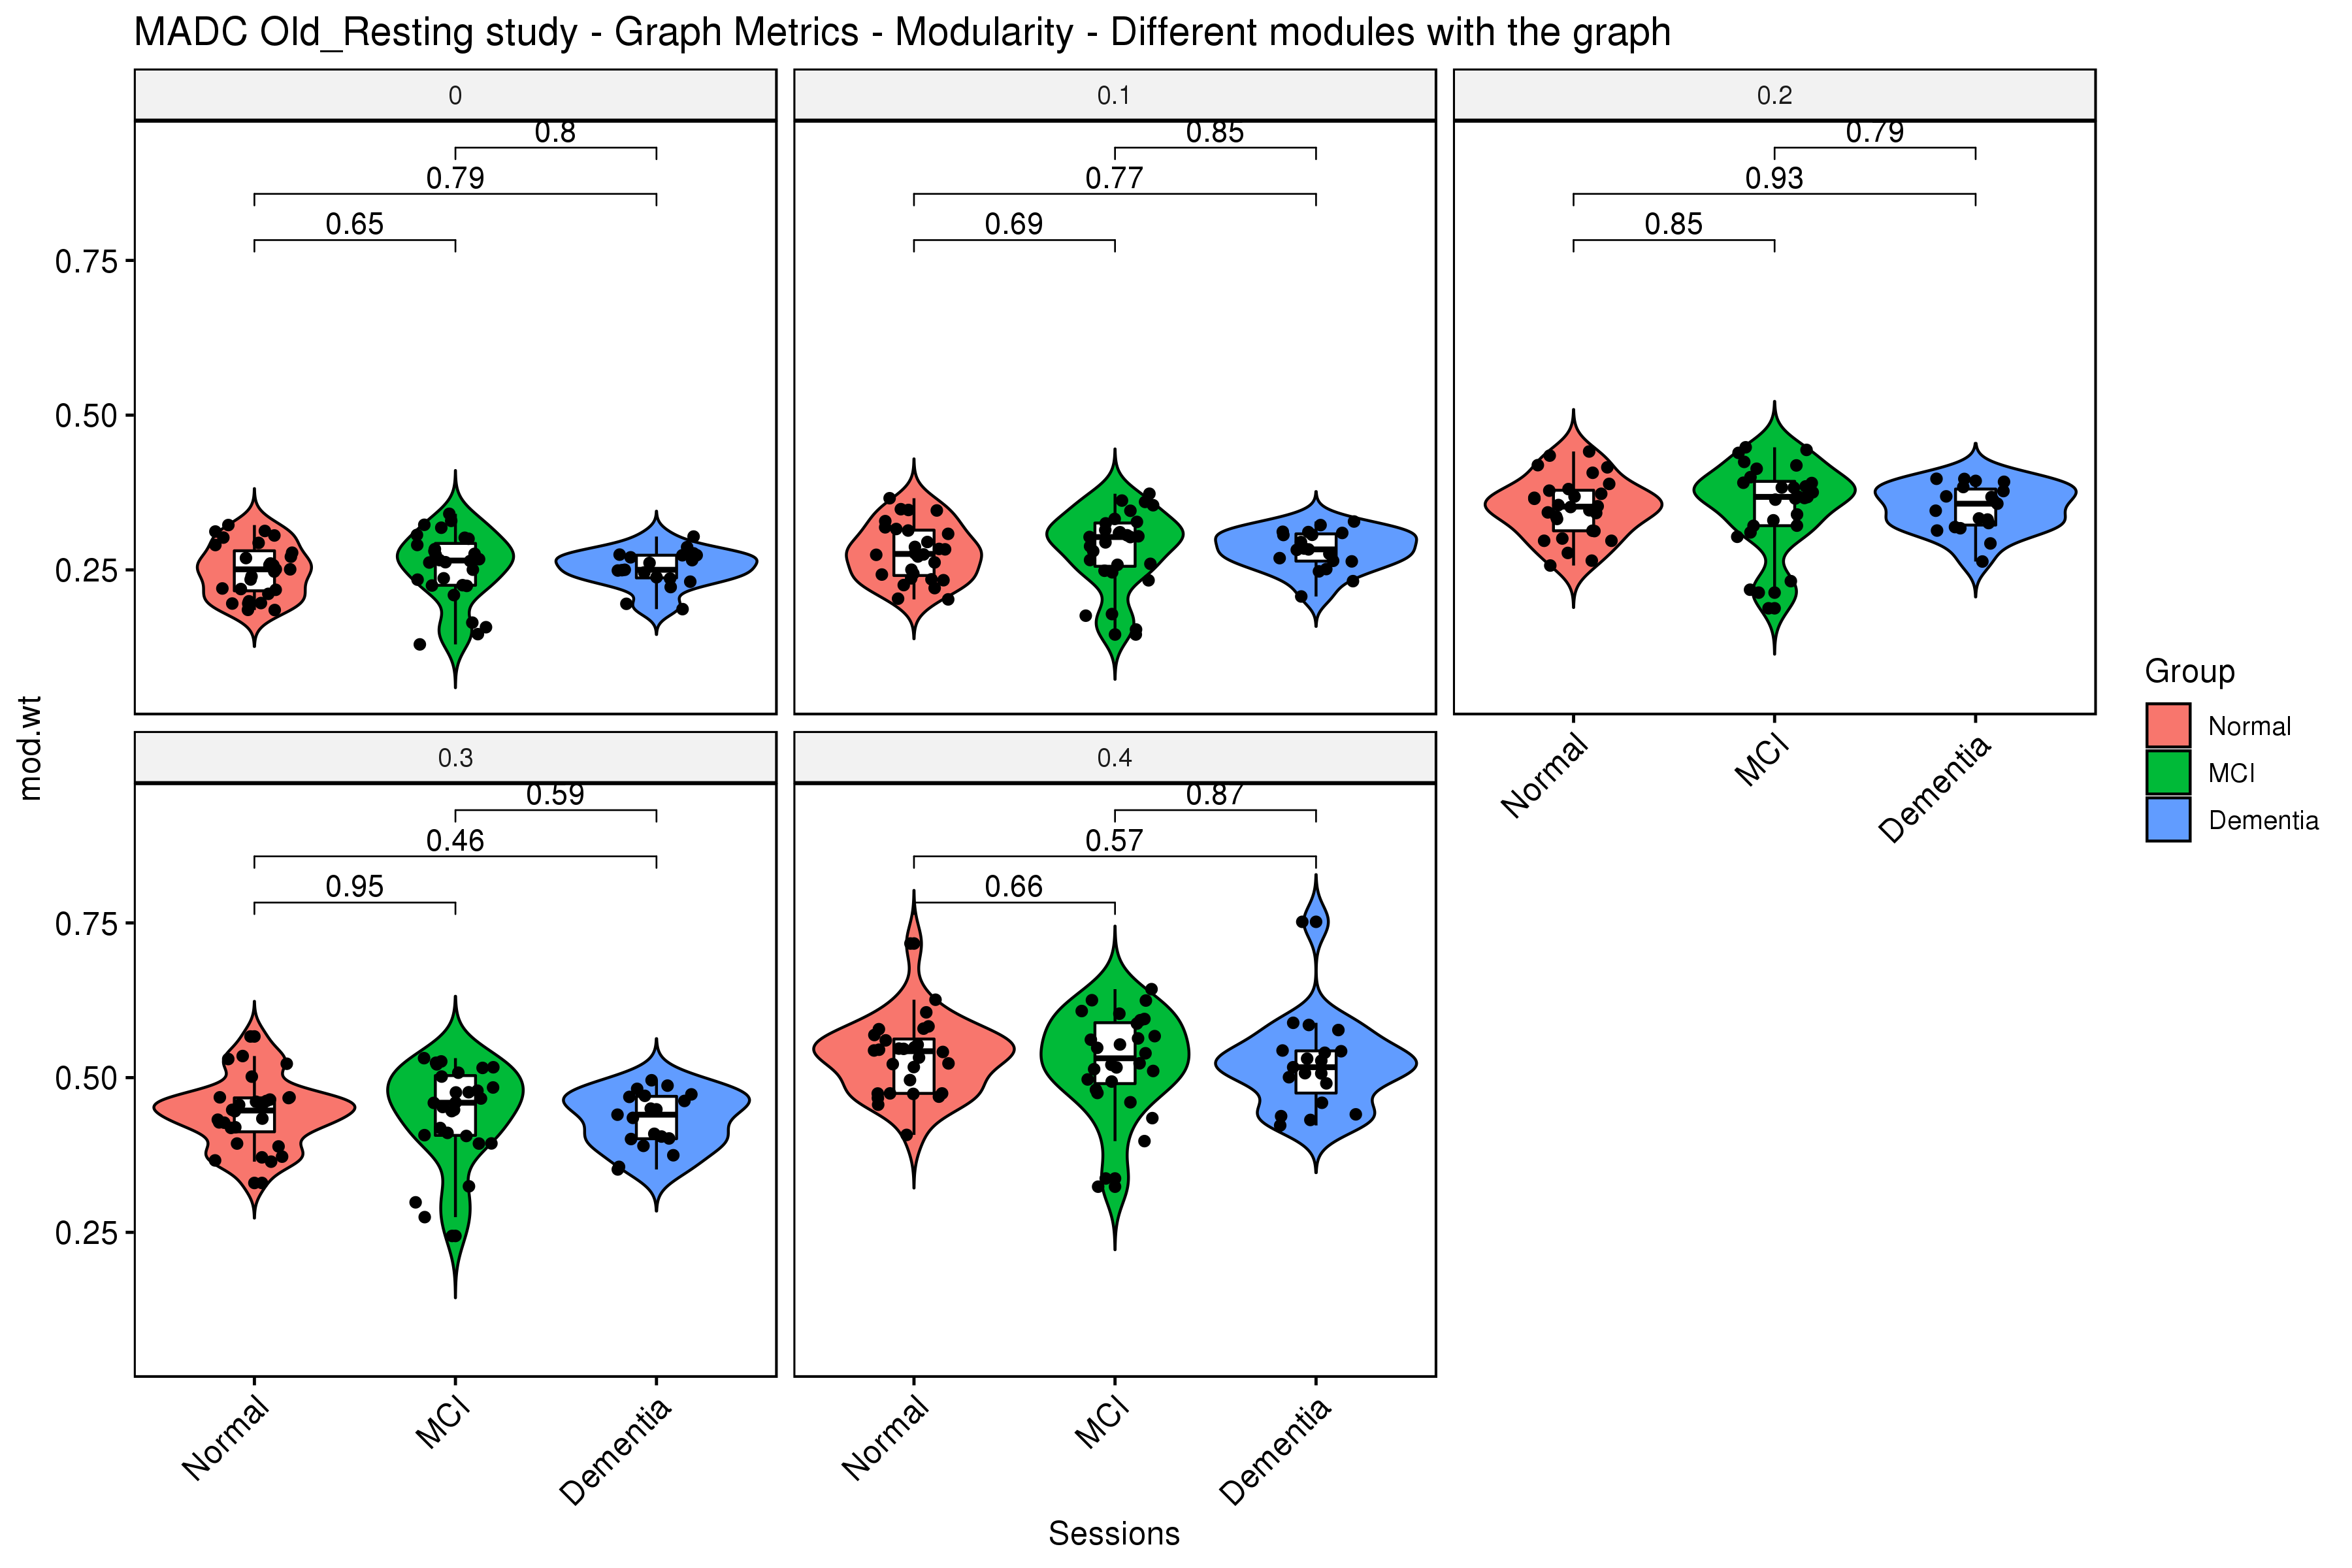 MADC Old_Resting study - Graph Metrics - Modularity - Different modules with the graph
0
0.1
0.2
0.8
0.79
0.65
0.85
0.77
0.69
0.79
0.93
0.85
0.75
0.50
0.25
mod.wt
Normal
MCI
Dementia
Group
Normal
MCI
Dementia
0.3
0.4
0.59
0.46
0.95
0.87
0.57
0.66
0.75
0.50
0.25
Normal
MCI
Dementia
Normal
MCI
Dementia
Sessions